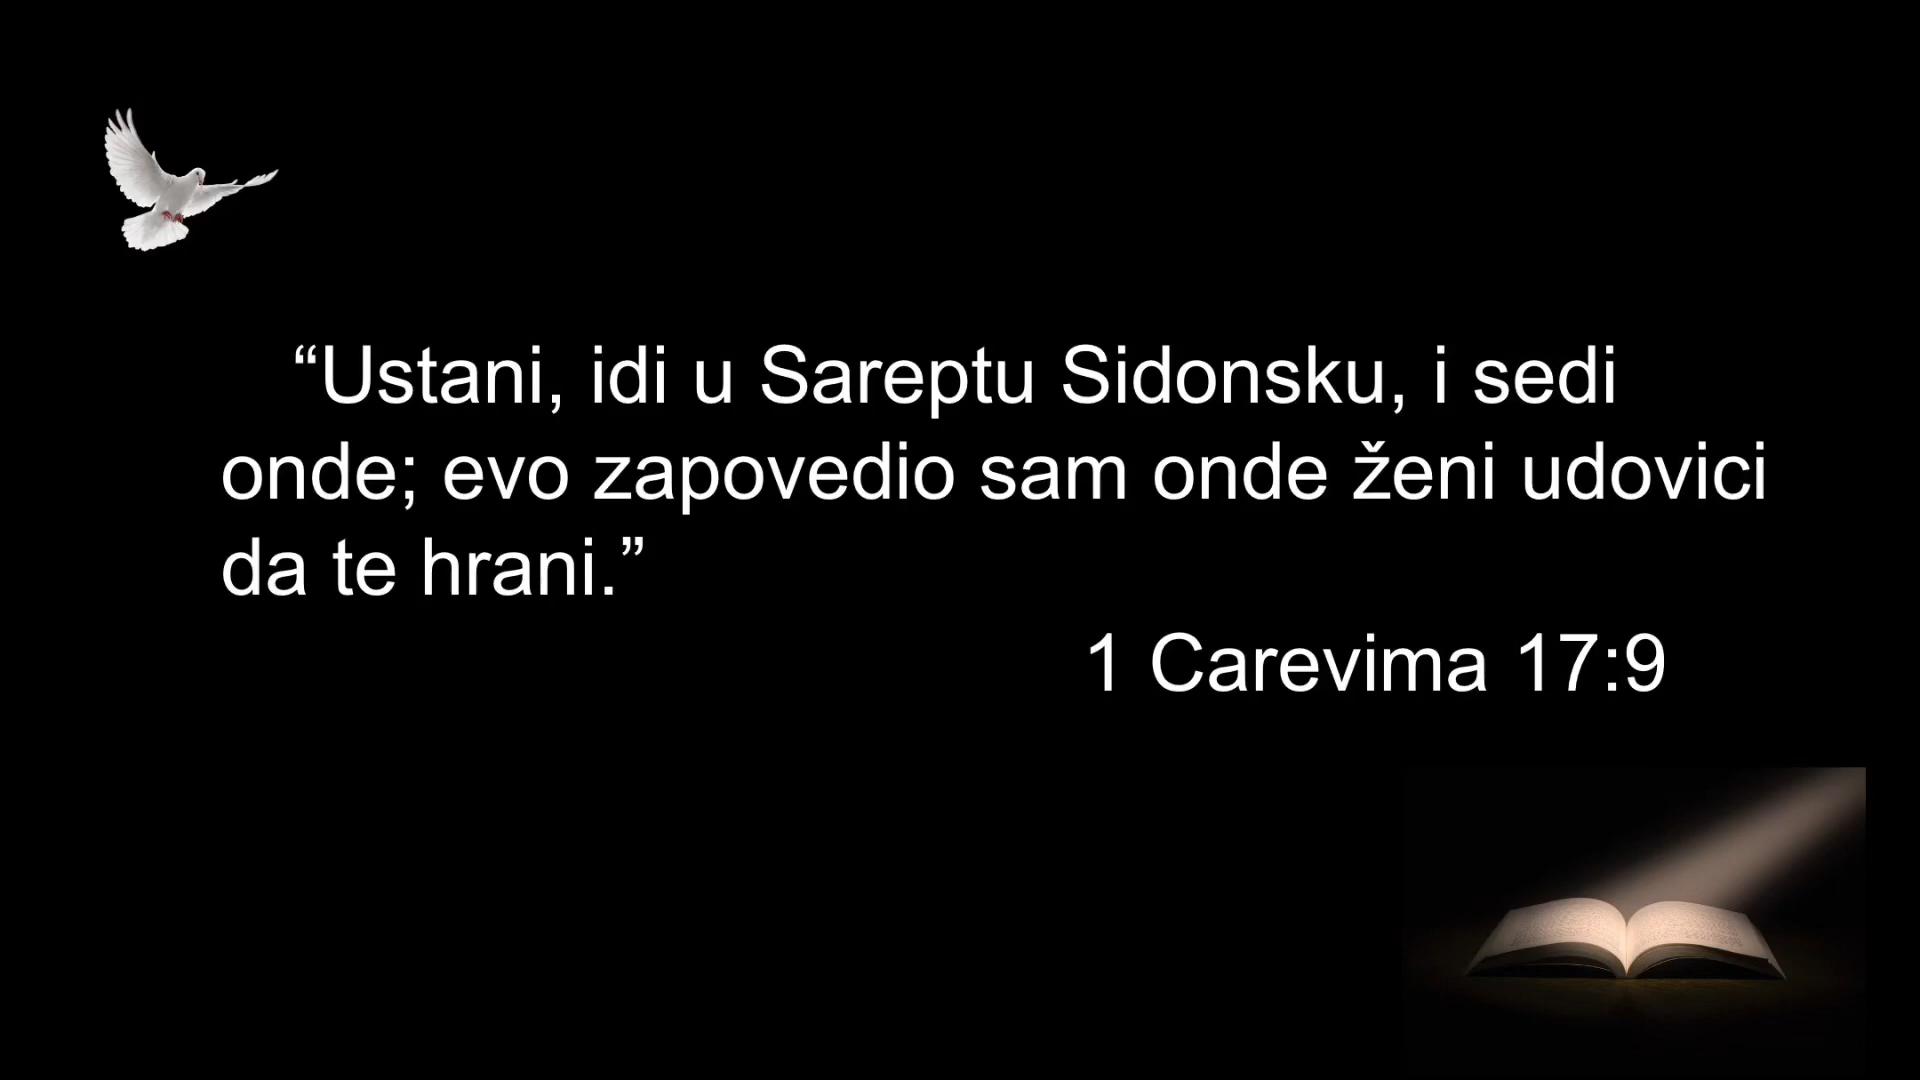 “Ustani, idi u Sareptu Sidonsku, i sedi
onde; evo zapovedio sam onde ženi udovici
da te hrani.”
1 Carevima 17:9